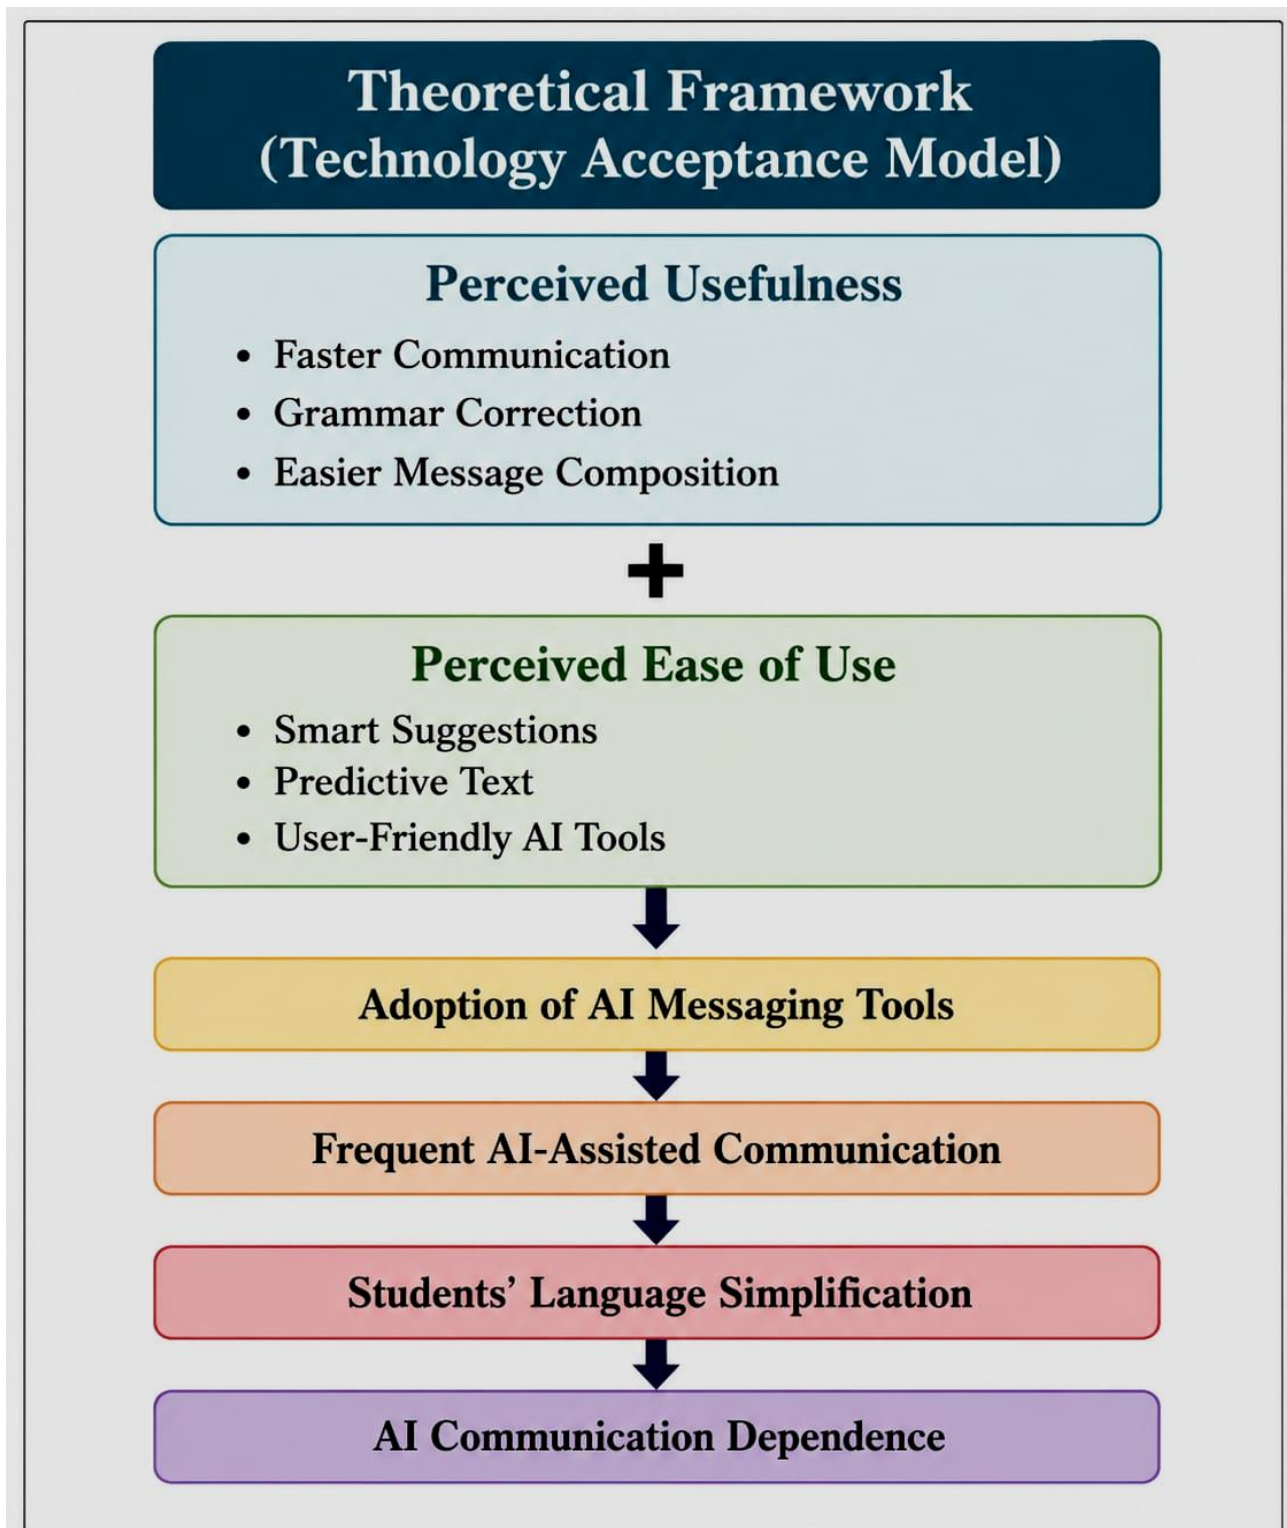 Theoretical Framework
(Technology Acceptance Model)
Perceived Usefulness
• Faster Communication
• Grammar Correction
• Easier Message Composition
+
Perceived Ease of Use
• Smart Suggestions
• Predictive Text
• User-Friendly AI Tools
Adoption of AI Messaging Tools
Frequent AI-Assisted Communication
Students’ Language Simplification
AI Communication Dependence